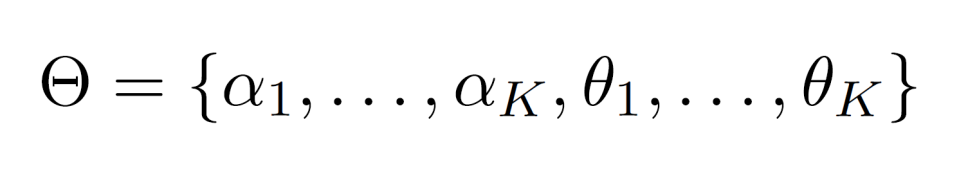 Θ = {α₁, . . . , α_K, θ₁, . . . , θ_K}